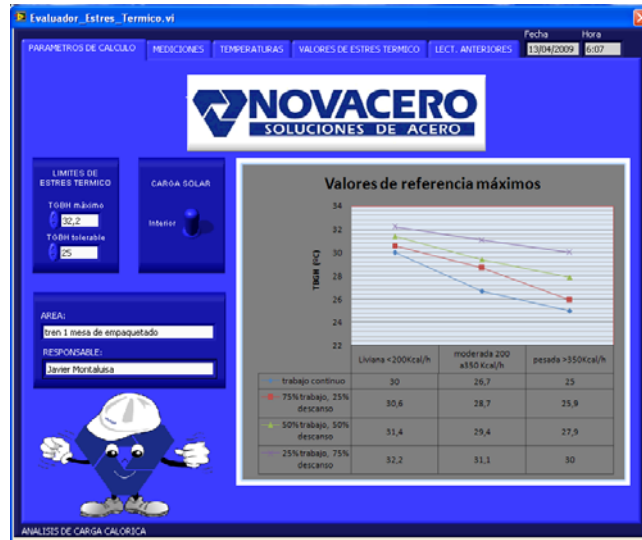 Evaluador_Estres_Termico.vi
Fecha Hora
PARAMETROS DE CALCULO MEDICIONES TEMPERATURAS VALORES DE ESTRES TERMICO LECT. ANTERIORES 13/04/2009 6:07
NOVACERO
SOLUCIONES DE ACERO
LIMITES DE
ESTRES TERMICO
TGBH máximo
32,2
TGBH tolerable
25
CARGA SOLAR
Interior
AREA:
tren 1 mesa de empaquetado
RESPONSABLE:
Javier Montaluisa
Valores de referencia máximos
TBGH (ºC)
34
32
30
28
26
24
22
Liviana <200Kcal/h moderada 200 a350 Kcal/h pesada >350Kcal/h
trabajo continuo 30 26,7 25
75% trabajo, 25% descanso 30,6 28,7 25,9
50% trabajo, 50% descanso 31,4 29,4 27,9
25% trabajo, 75% descanso 32,2 31,1 30
ANALISIS DE CARGA CALORICA